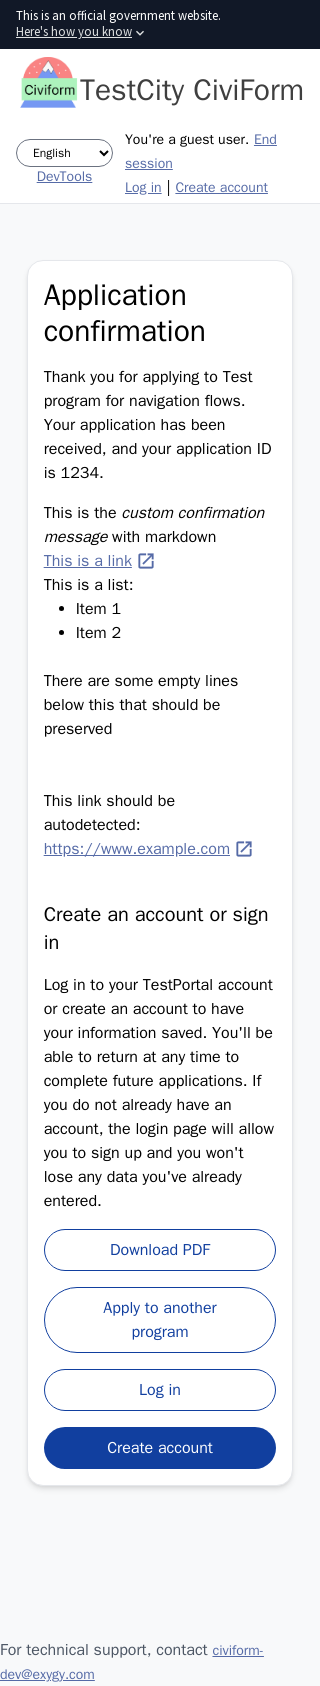 This is an official government website.
Here's how you know
Civiform
TestCity CiviForm
English
DevTools
You're a guest user. End
session
Log in | Create account
Application
confirmation
Thank you for applying to Test
program for navigation flows.
Your application has been
received, and your application ID
is 1234.
This is the custom confirmation
message with markdown
This is a link
This is a list:
• Item 1
• Item 2
There are some empty lines
below this that should be
preserved
This link should be
autodetected:
https://www.example.com
Create an account or sign
in
Log in to your TestPortal account
or create an account to have
your information saved. You'll be
able to return at any time to
complete future applications. If
you do not already have an
account, the login page will allow
you to sign up and you won't
lose any data you've already
entered.
Download PDF
Apply to another
program
Log in
Create account
For technical support, contact civiform-
dev@exygy.com